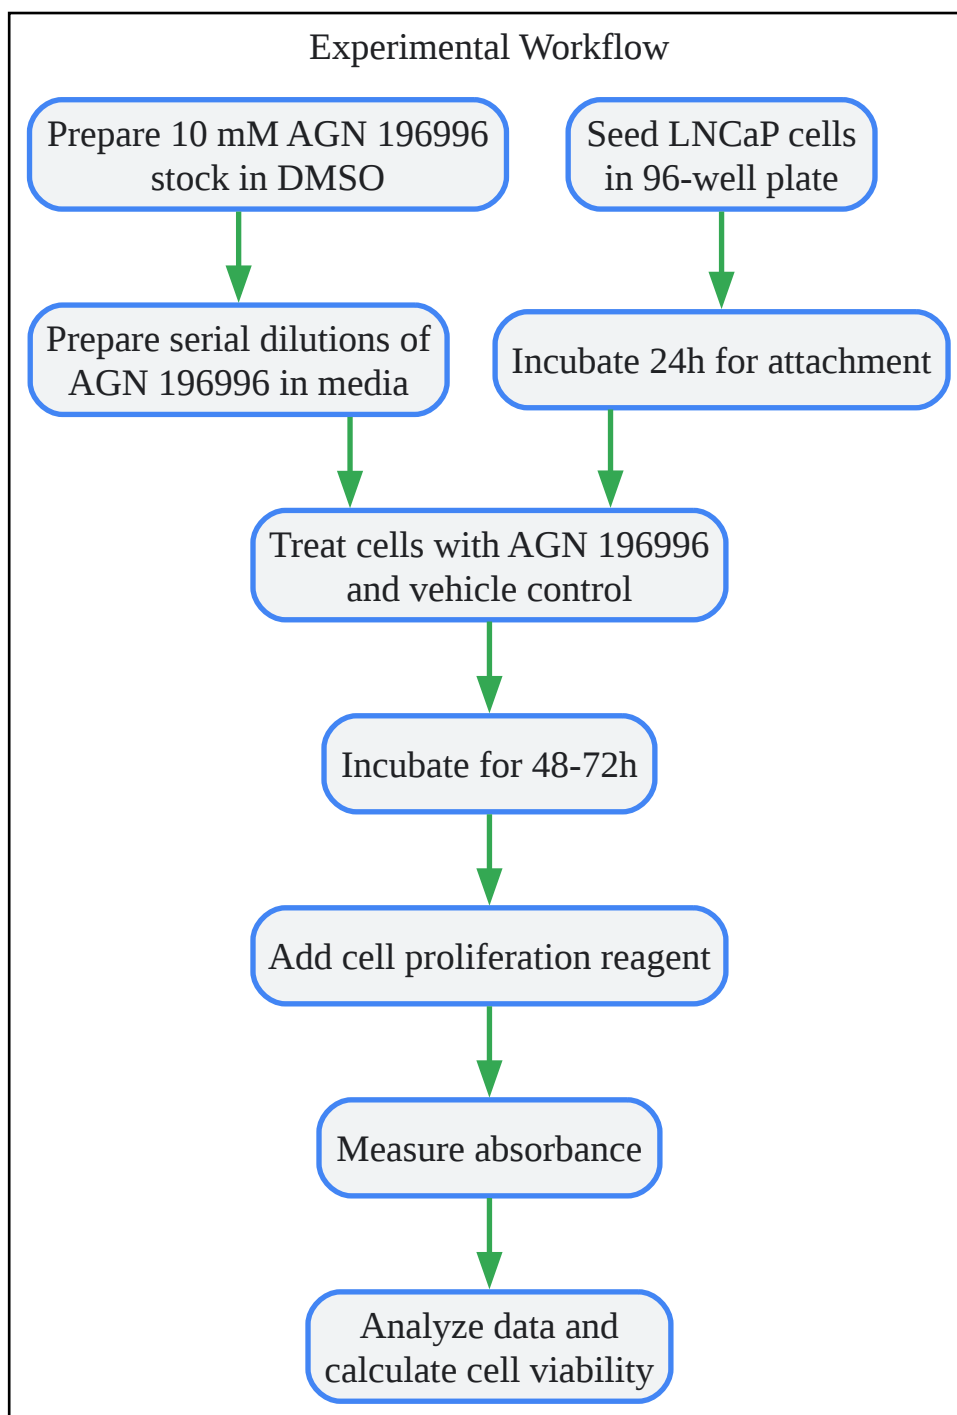 Experimental Workflow
Prepare 10 mM AGN 196996
stock in DMSO
Seed LNCaP cells
in 96-well plate
Prepare serial dilutions of
AGN 196996 in media
Incubate 24h for attachment
Treat cells with AGN 196996
and vehicle control
Incubate for 48-72h
Add cell proliferation reagent
Measure absorbance
Analyze data and
calculate cell viability